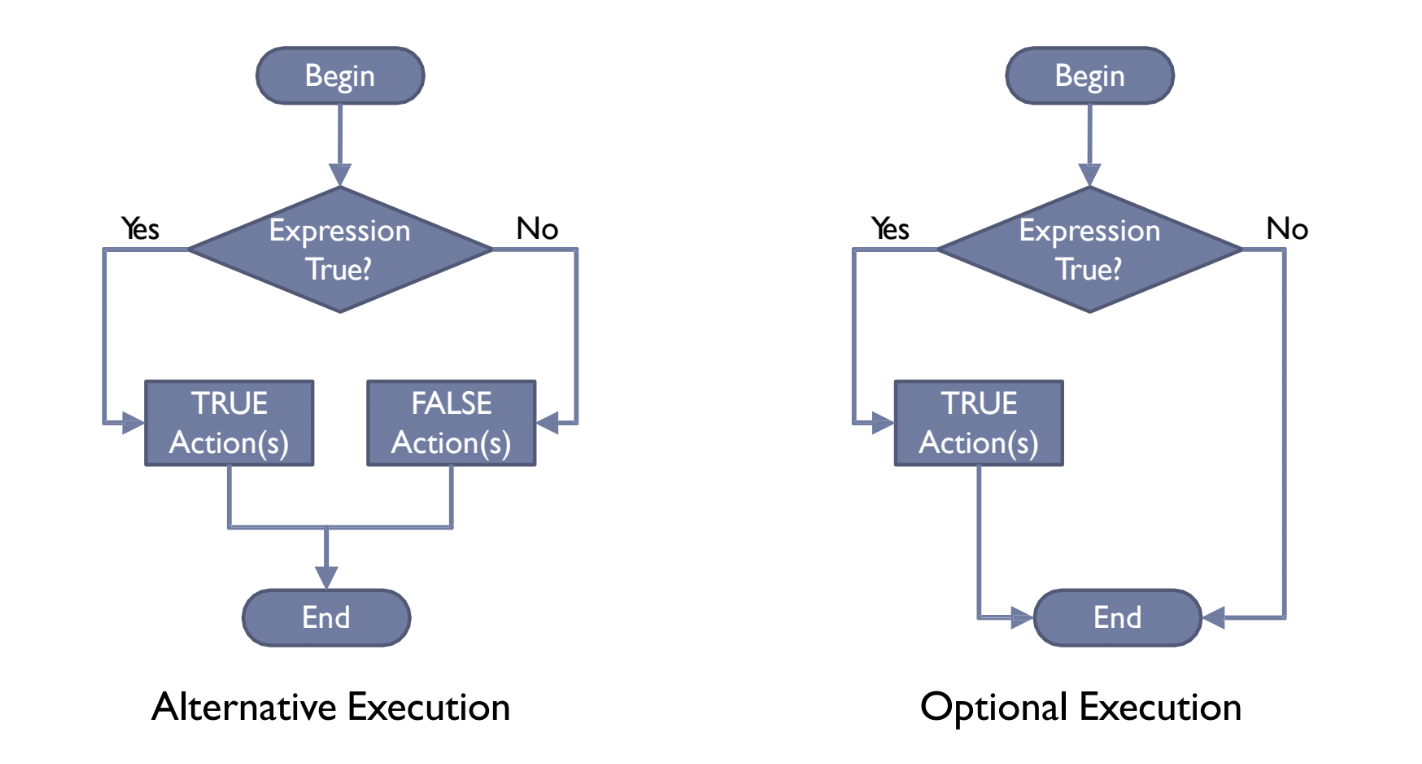 Begin
Yes
Expression
True?
No
TRUE
Action(s)
FALSE
Action(s)
End
Alternative Execution
Begin
Yes
Expression
True?
No
TRUE
Action(s)
End
Optional Execution